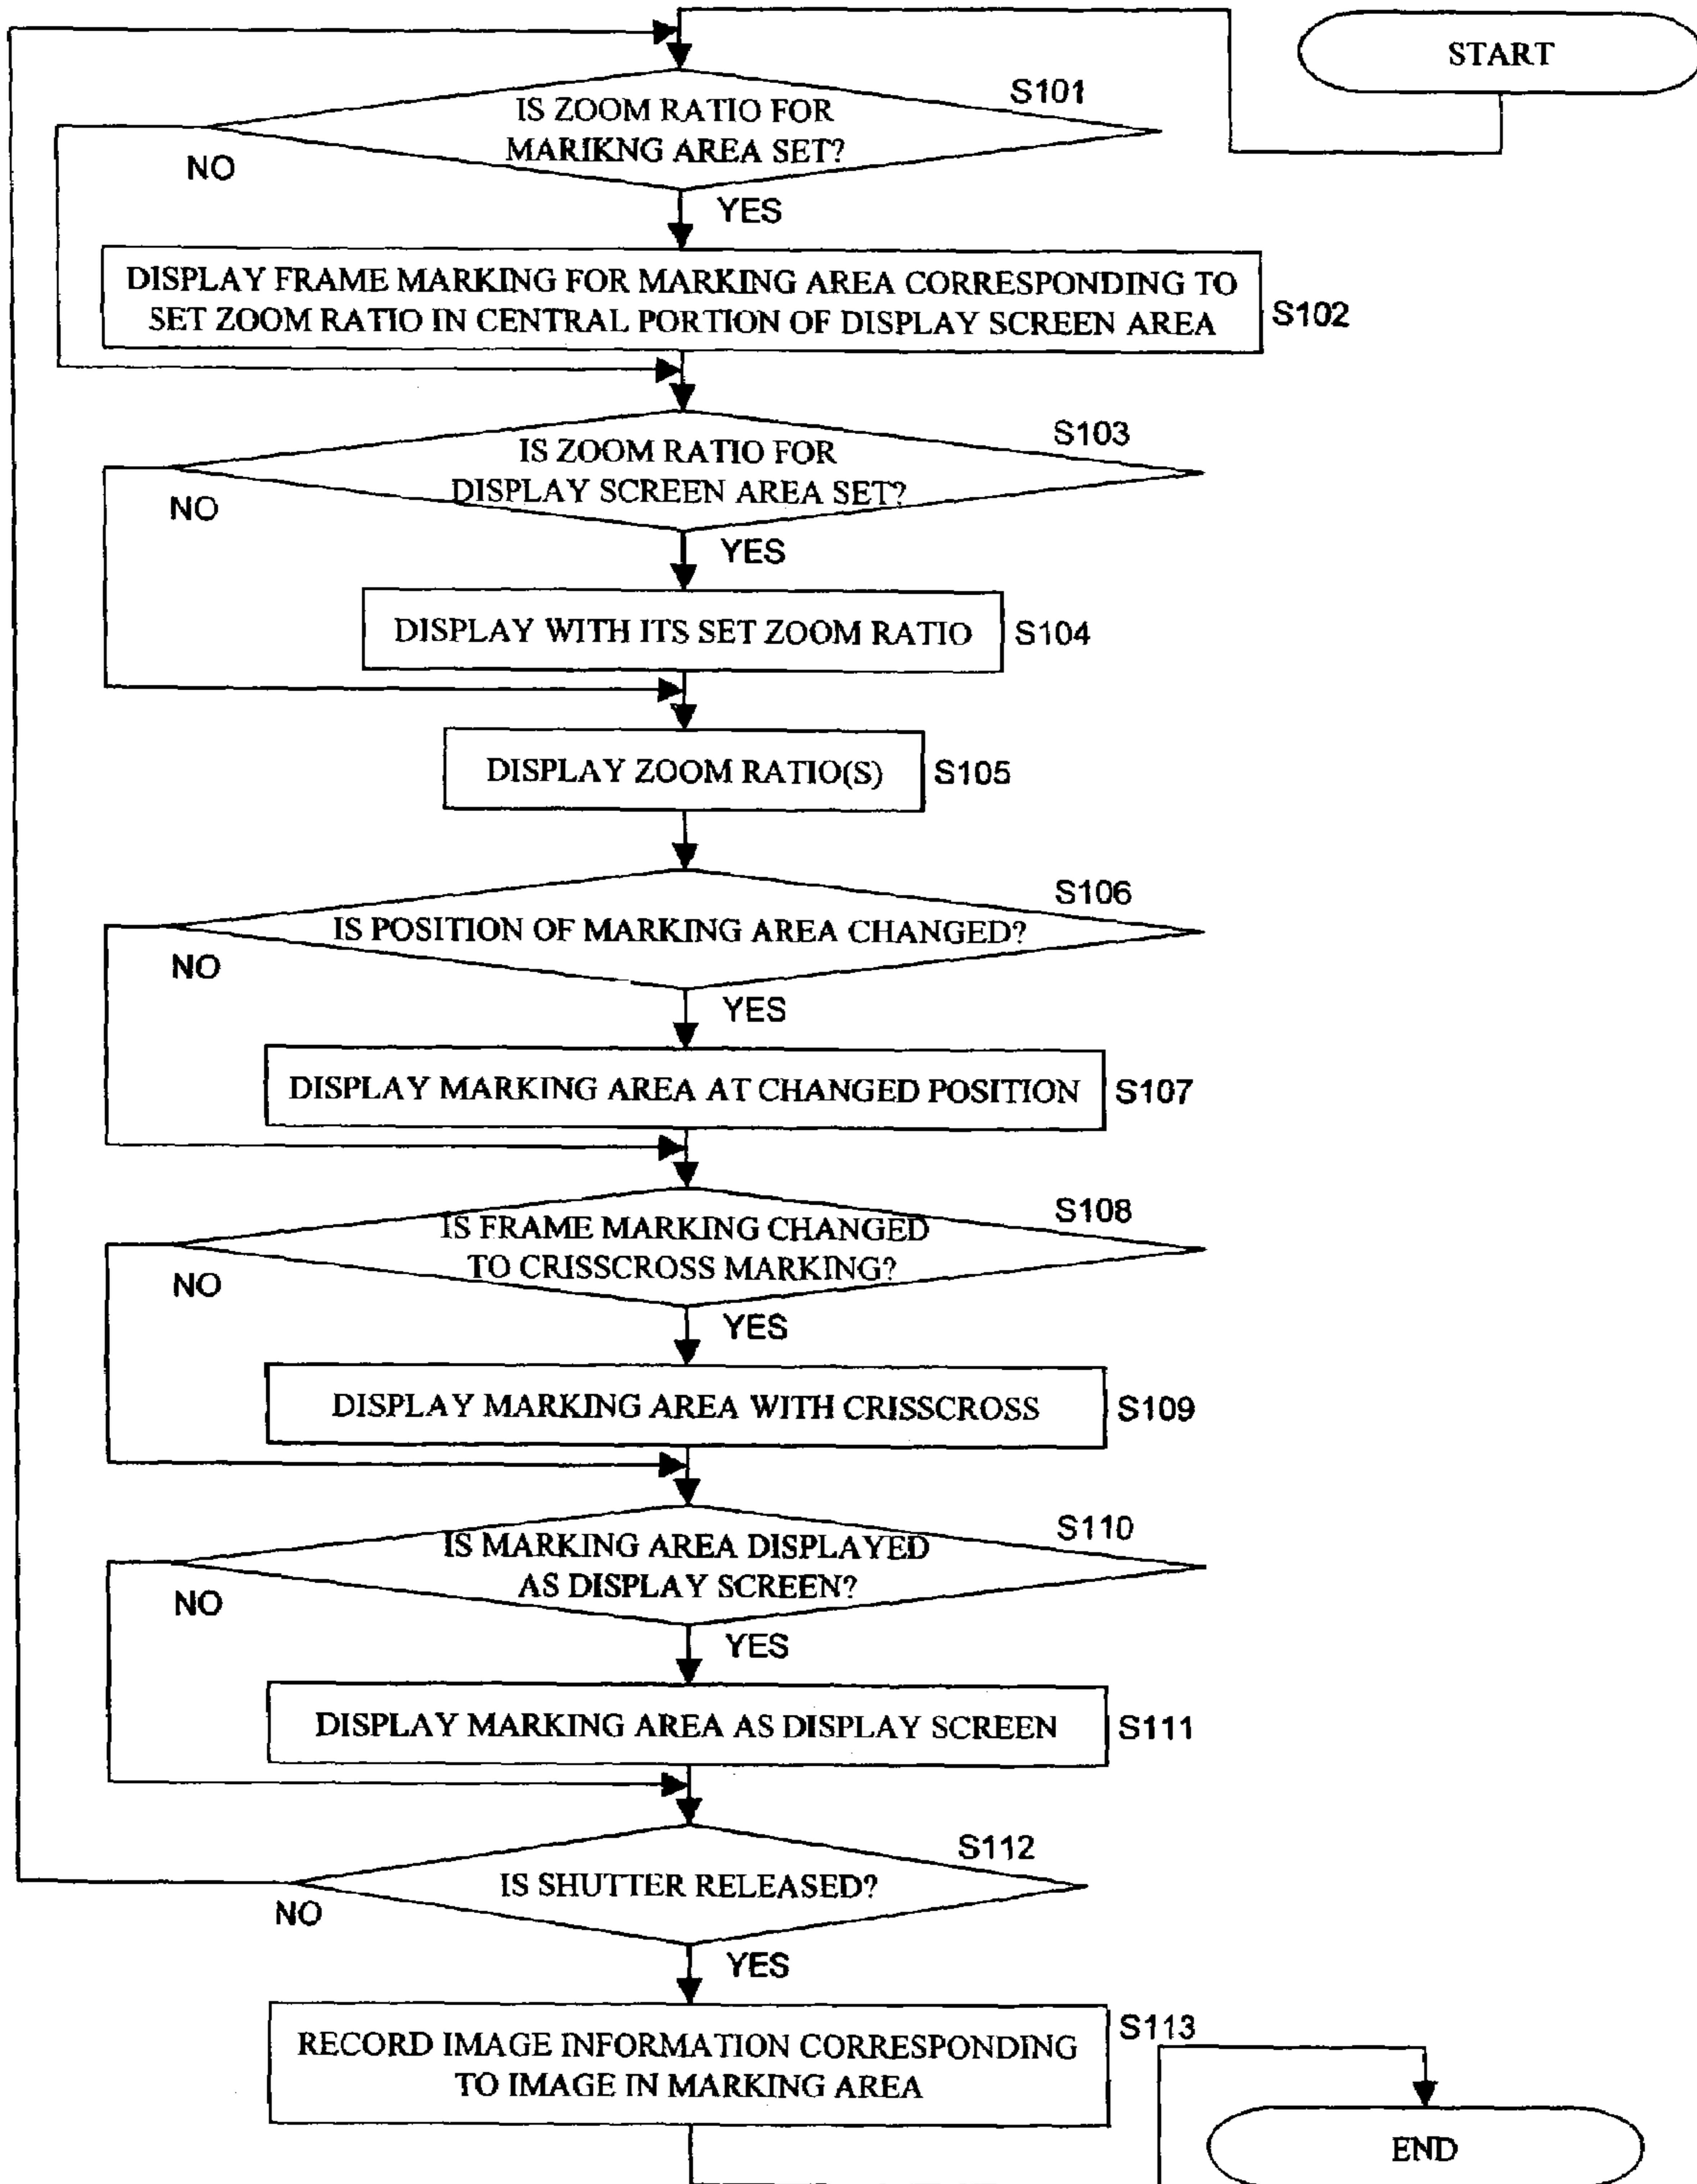 START
S101
IS ZOOM RATIO FOR
MARIKNG AREA SET?
NO
YES
DISPLAY FRAME MARKING FOR MARKING AREA CORRESPONDING TO
SET ZOOM RATIO IN CENTRAL PORTION OF DISPLAY SCREEN AREA
S102
S103
IS ZOOM RATIO FOR
DISPLAY SCREEN AREA SET?
NO
YES
DISPLAY WITH ITS SET ZOOM RATIO
S104
DISPLAY ZOOM RATIO(S)
S105
S106
IS POSITION OF MARKING AREA CHANGED?
NO
YES
DISPLAY MARKING AREA AT CHANGED POSITION
S107
S108
IS FRAME MARKING CHANGED
TO CRISSCROSS MARKING?
NO
YES
DISPLAY MARKING AREA WITH CRISSCROSS
S109
S110
IS MARKING AREA DISPLAYED
AS DISPLAY SCREEN?
NO
YES
DISPLAY MARKING AREA AS DISPLAY SCREEN
S111
S112
IS SHUTTER RELEASED?
NO
YES
S113
RECORD IMAGE INFORMATION CORRESPONDING
TO IMAGE IN MARKING AREA
END